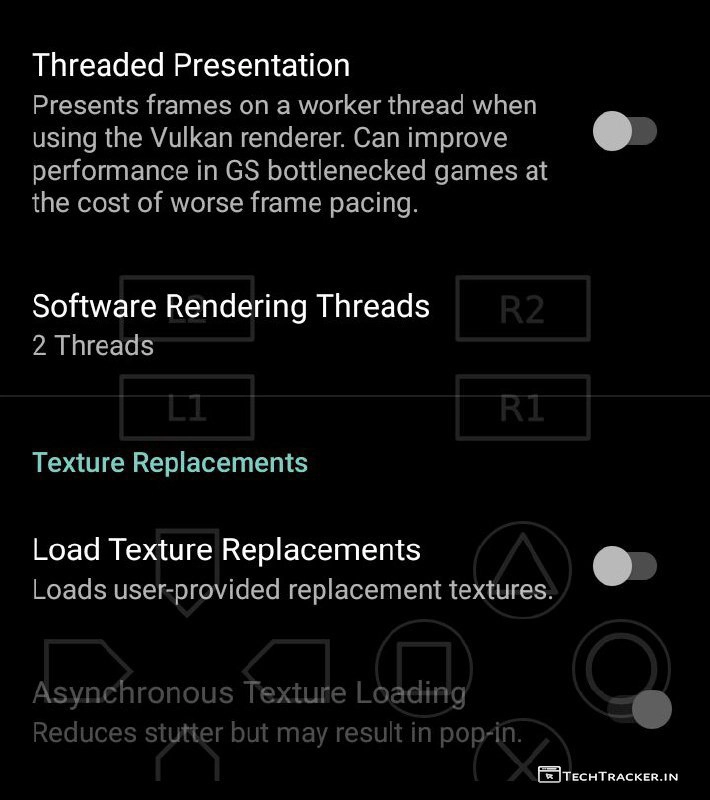 Threaded Presentation
Presents frames on a worker thread when
using the Vulkan renderer. Can improve
performance in GS bottlenecked games at
the cost of worse frame pacing.
L2
R2
Software Rendering Threads
2 Threads
L1
R1
Texture Replacements
Load Texture Replacements
Loads user-provided replacement textures.
Asynchronous Texture Loading
Reduces stutter but may result in pop-in.
TECHTRACKER.IN